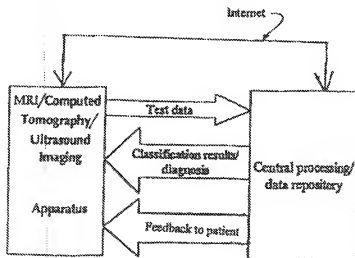 Internet
MRI/Computed
Tomography/
Ultrasound
Imaging
Apparatus
Test data
Classification results/
diagnosis
Feedback to patient
Central processing/
data repository